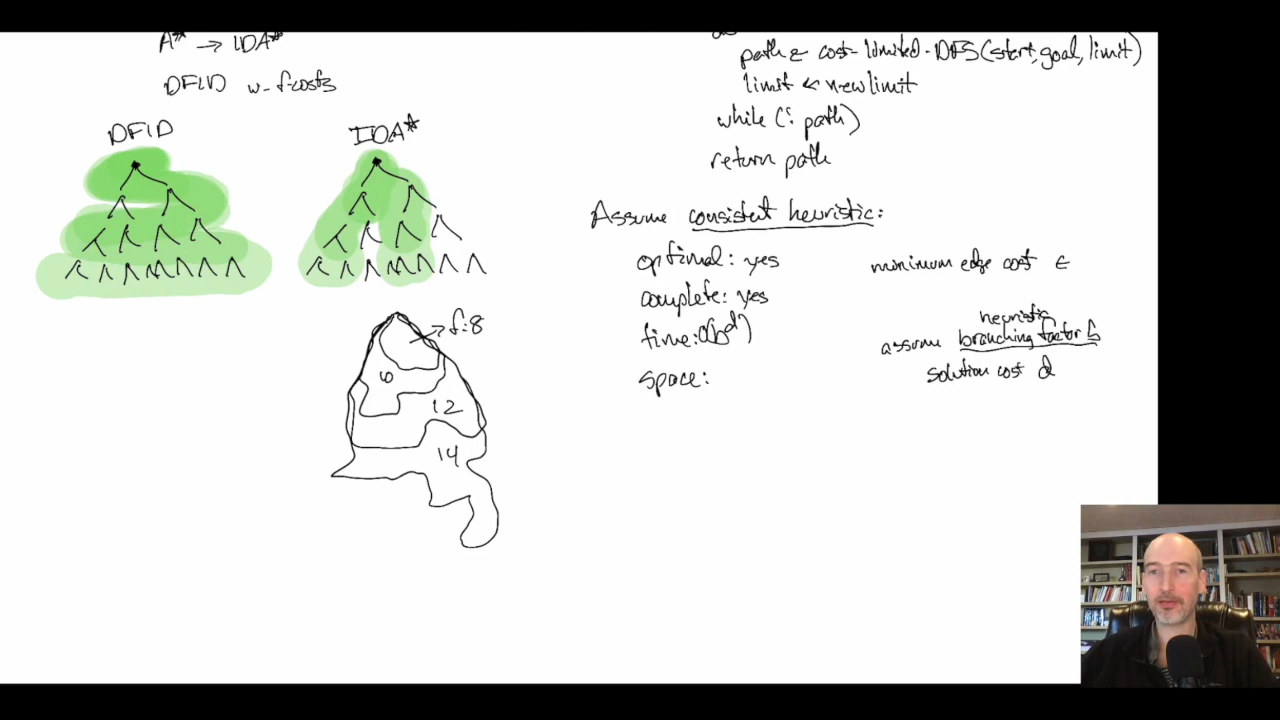 A* → IDA*
DFID w-f-costs
DFID
IDA*
f:8
12
14
path ← cost-limited-DFS(start, goal, limit)
limit ← newlimit
while (! path)
return path
Assume consistent heuristic:
optimal: yes
complete: yes
time: O(b^d)
space:
minimum edge cost ∈
heuristic
assume branching factor b
solution cost d